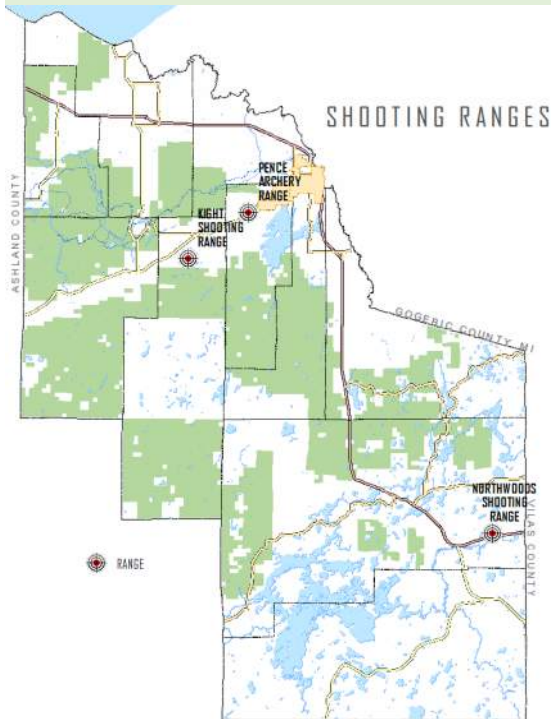 SHOOTING RANGES
PENCE
ARCHERY
RANGE
KIGHT
SHOOTING
RANGE
ASHLAND COUNTY
GOGEBIC COUNTY, MI
NORTHWOODS
SHOOTING
RANGE
VILAS COUNTY
RANGE